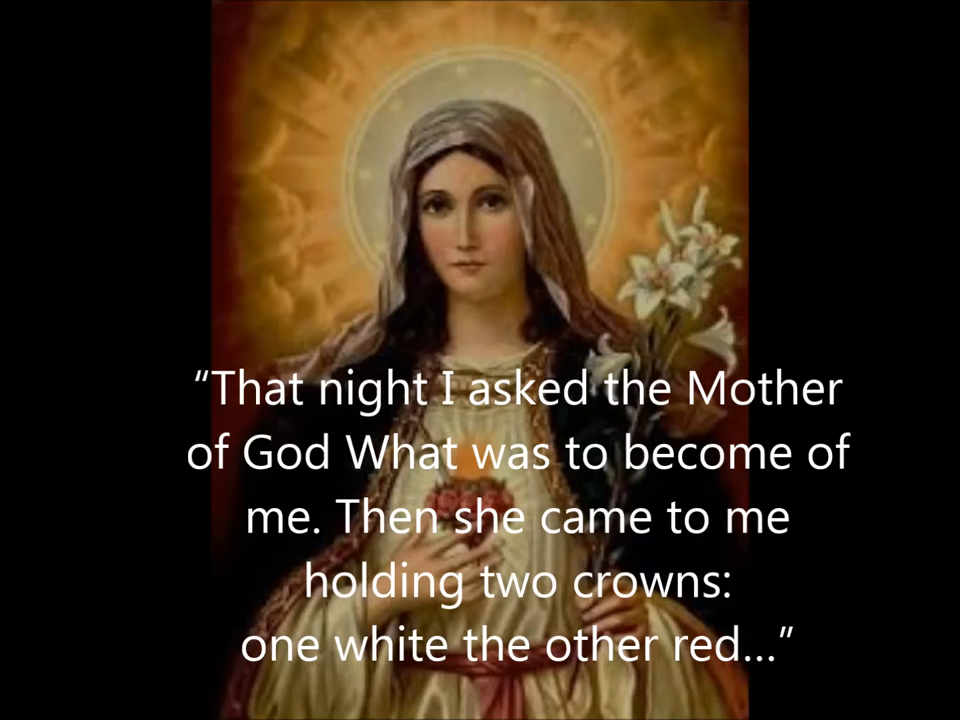 “That night I asked the Mother
of God What was to become of
me. Then she came to me
holding two crowns:
one white the other red...”